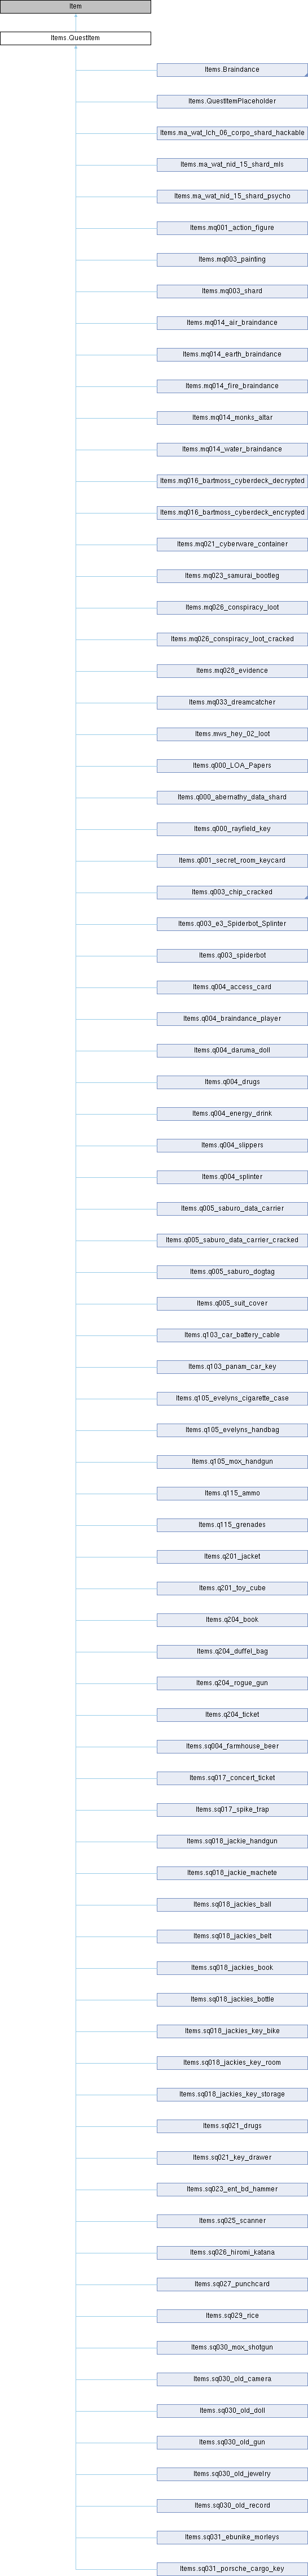 Item
Items.QuestItem
Items.Braindance
Items.QuestItemPlaceholder
Items.ma_wat_lch_06_corpo_shard_hackable
Items.ma_wat_nid_15_shard_mls
Items.ma_wat_nid_15_shard_psycho
Items.mq001_action_figure
Items.mq003_painting
Items.mq003_shard
Items.mq014_air_braindance
Items.mq014_earth_braindance
Items.mq014_fire_braindance
Items.mq014_monks_altar
Items.mq014_water_braindance
Items.mq016_bartmoss_cyberdeck_decrypted
Items.mq016_bartmoss_cyberdeck_encrypted
Items.mq021_cyberware_container
Items.mq023_samurai_bootleg
Items.mq026_conspiracy_loot
Items.mq026_conspiracy_loot_cracked
Items.mq028_evidence
Items.mq033_dreamcatcher
Items.mws_hey_02_loot
Items.q000_LOA_Papers
Items.q000_abernathy_data_shard
Items.q000_rayfield_key
Items.q001_secret_room_keycard
Items.q003_chip_cracked
Items.q003_e3_Spiderbot_Splinter
Items.q003_spiderbot
Items.q004_access_card
Items.q004_braindance_player
Items.q004_daruma_doll
Items.q004_drugs
Items.q004_energy_drink
Items.q004_slippers
Items.q004_splinter
Items.q005_saburo_data_carrier
Items.q005_saburo_data_carrier_cracked
Items.q005_saburo_dogtag
Items.q005_suit_cover
Items.q103_car_battery_cable
Items.q103_panam_car_key
Items.q105_evelyns_cigarette_case
Items.q105_evelyns_handbag
Items.q105_mox_handgun
Items.q115_ammo
Items.q115_grenades
Items.q201_jacket
Items.q201_toy_cube
Items.q204_book
Items.q204_duffel_bag
Items.q204_rogue_gun
Items.q204_ticket
Items.sq004_farmhouse_beer
Items.sq017_concert_ticket
Items.sq017_spike_trap
Items.sq018_jackie_handgun
Items.sq018_jackie_machete
Items.sq018_jackies_ball
Items.sq018_jackies_belt
Items.sq018_jackies_book
Items.sq018_jackies_bottle
Items.sq018_jackies_key_bike
Items.sq018_jackies_key_room
Items.sq018_jackies_key_storage
Items.sq021_drugs
Items.sq021_key_drawer
Items.sq023_ent_bd_hammer
Items.sq025_scanner
Items.sq026_hiromi_katana
Items.sq027_punchcard
Items.sq029_rice
Items.sq030_mox_shotgun
Items.sq030_old_camera
Items.sq030_old_doll
Items.sq030_old_gun
Items.sq030_old_jewelry
Items.sq030_old_record
Items.sq031_ebunike_morleys
Items.sq031_porsche_cargo_key